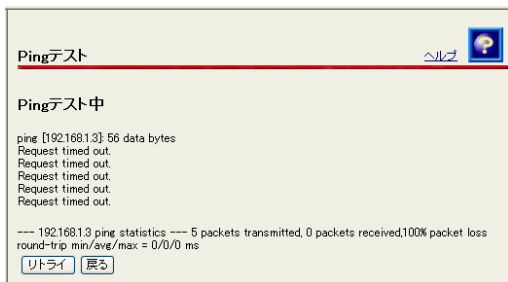 Pingテスト
ヘルプ
Pingテスト中
ping [192.168.1.3]: 56 data bytes
Request timed out.
Request timed out.
Request timed out.
Request timed out.
Request timed out.
--- 192.168.1.3 ping statistics --- 5 packets transmitted, 0 packets received,100% packet loss
round-trip min/avg/max = 0/0/0 ms
リトライ 戻る